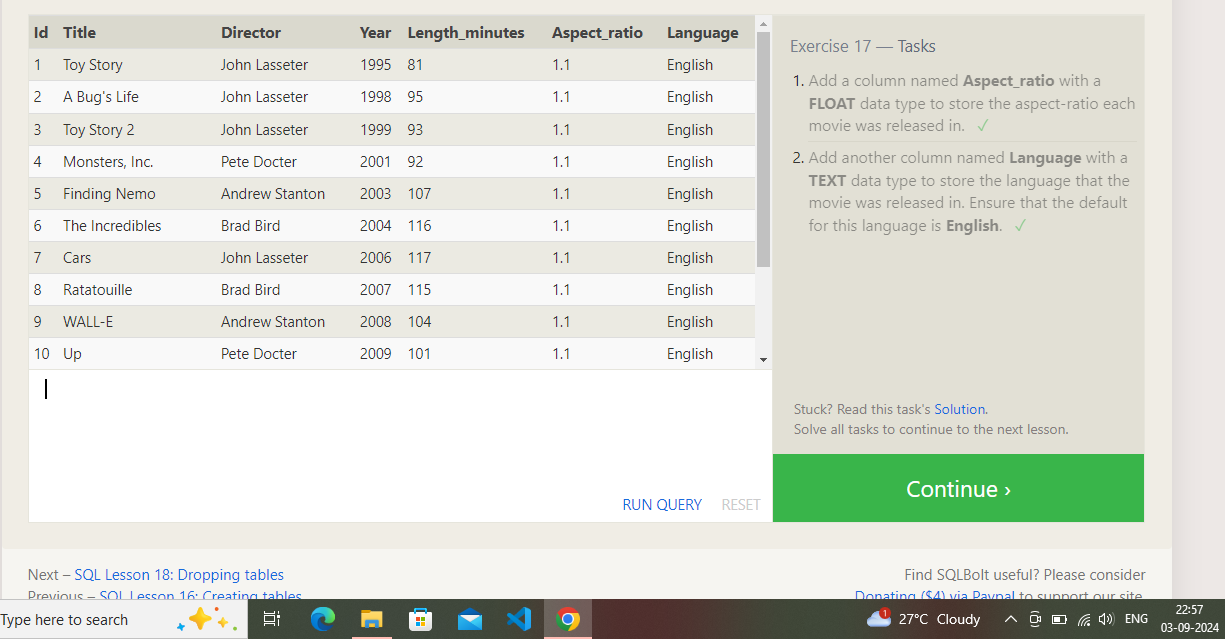 Id Title Director Year Length_minutes Aspect_ratio Language
1 Toy Story John Lasseter 1995 81 1.1 English
2 A Bug's Life John Lasseter 1998 95 1.1 English
3 Toy Story 2 John Lasseter 1999 93 1.1 English
4 Monsters, Inc. Pete Docter 2001 92 1.1 English
5 Finding Nemo Andrew Stanton 2003 107 1.1 English
6 The Incredibles Brad Bird 2004 116 1.1 English
7 Cars John Lasseter 2006 117 1.1 English
8 Ratatouille Brad Bird 2007 115 1.1 English
9 WALL-E Andrew Stanton 2008 104 1.1 English
10 Up Pete Docter 2009 101 1.1 English
RUN QUERY RESET
Exercise 17 — Tasks
1. Add a column named Aspect_ratio with a
FLOAT data type to store the aspect-ratio each
movie was released in. ✓
2. Add another column named Language with a
TEXT data type to store the language that the
movie was released in. Ensure that the default
for this language is English. ✓
Stuck? Read this task's Solution.
Solve all tasks to continue to the next lesson.
Continue ›
Next – SQL Lesson 18: Dropping tables
Previous – SQL Lesson 16: Creating tables
Find SQLBolt useful? Please consider
Donating ($4) via Paypal to support our site.
Type here to search
1
27°C Cloudy
ENG
22:57
03-09-2024